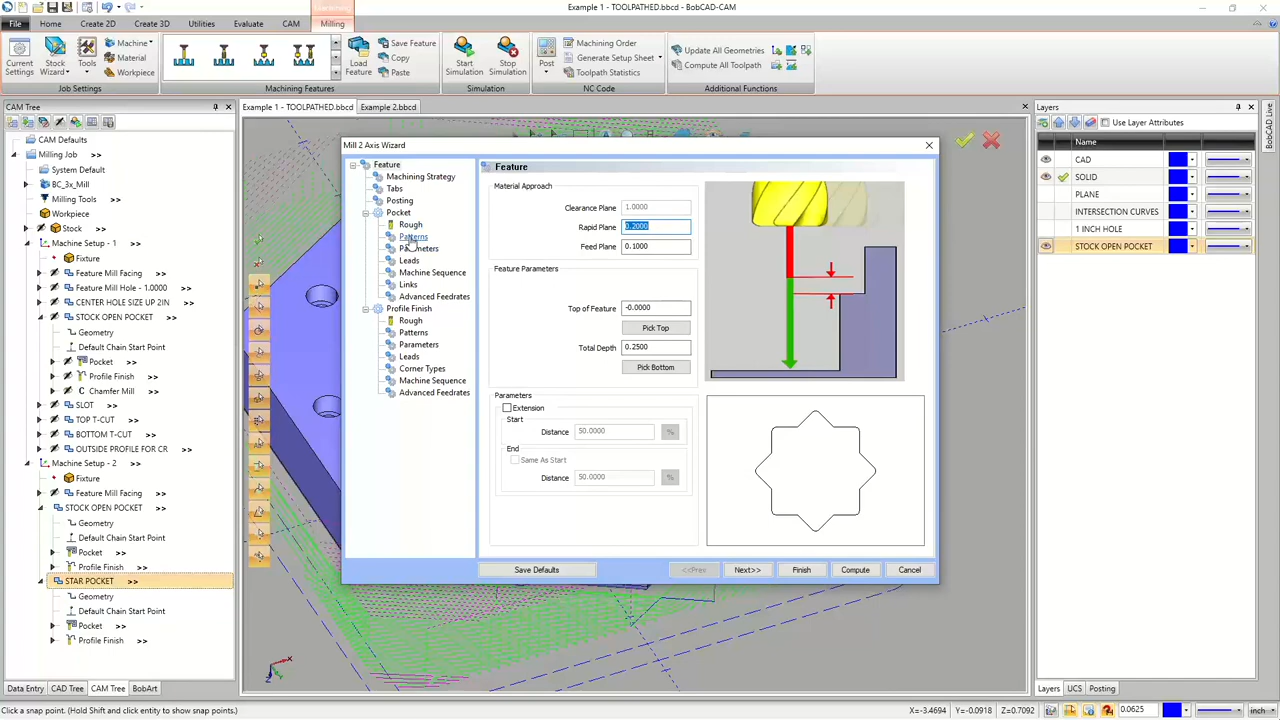 Machining
Example 1 - TOOLPATHED.bbcd - BobCAD-CAM
File Home Create 2D Create 3D Utilities Evaluate CAM Milling
Current Settings
Stock Wizard
Tools
Machine
Material
Workpiece
Load Feature
Save Feature
Copy
Paste
Start Simulation
Stop Simulation
Post
Machining Order
Generate Setup Sheet
Toolpath Statistics
Update All Geometries
Compute All Toolpath
Job Settings Machining Features Simulation NC Code Additional Functions
CAM Tree
CAM Defaults
Milling Job >>
System Default
BC_3x_Mill >>
Milling Tools >>
Workpiece
Stock >>
Machine Setup - 1 >>
Fixture
Feature Mill Facing >>
Feature Mill Hole - 1.0000 >>
CENTER HOLE SIZE UP 2IN >>
STOCK OPEN POCKET >>
Geometry
Default Chain Start Point
Pocket >>
Profile Finish >>
Chamfer Mill >>
SLOT >>
TOP T-CUT >>
BOTTOM T-CUT >>
OUTSIDE PROFILE FOR CR >>
Machine Setup - 2 >>
Fixture
Feature Mill Facing >>
STOCK OPEN POCKET >>
Geometry
Default Chain Start Point
Pocket >>
Profile Finish >>
STAR POCKET >>
Geometry
Default Chain Start Point
Pocket >>
Profile Finish >>
Data Entry CAD Tree CAM Tree BobArt
Example 1 - TOOLPATHED.bbcd Example 2.bbcd
Mill 2 Axis Wizard
Feature
Machining Strategy
Tabs
Posting
Pocket
Rough
Patterns
Parameters
Leads
Machine Sequence
Links
Advanced Feedrates
Profile Finish
Rough
Patterns
Parameters
Leads
Corner Types
Machine Sequence
Advanced Feedrates
Feature
Material Approach
Clearance Plane 1.0000
Rapid Plane 0.2000
Feed Plane 0.1000
Feature Parameters
Top of Feature -0.0000
Pick Top
Total Depth 0.2500
Pick Bottom
Parameters
Extension
Start
Distance 50.0000 %
End
Same As Start
Distance 50.0000 %
Save Defaults <<Prev Next>> Finish Compute Cancel
Layers
Use Layer Attributes
Name
CAD
SOLID
PLANE
INTERSECTION CURVES
1 INCH HOLE
STOCK OPEN POCKET
Layers UCS Posting
BobCAD Live
Click a snap point. (Hold Shift and click entity to show snap points.)
X=-3.4694 Y=-0.0918 Z=0.7092 0.0625 inch
X